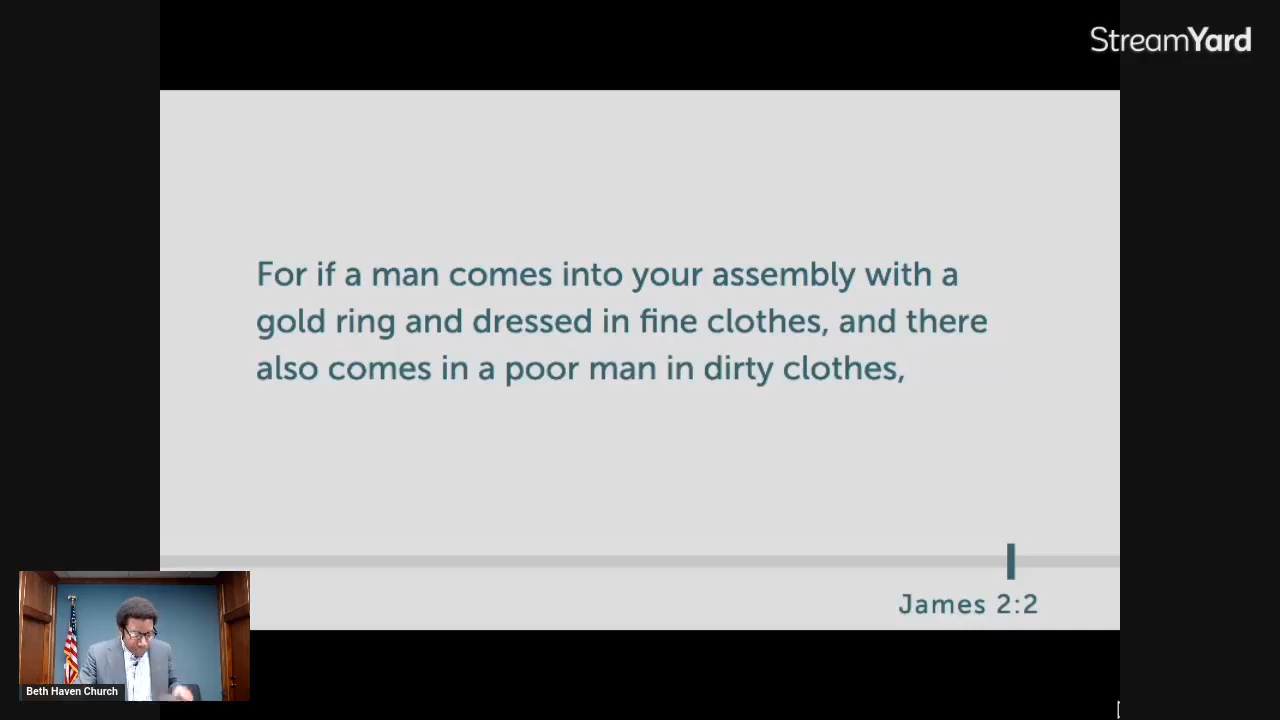 StreamYard
For if a man comes into your assembly with a
gold ring and dressed in fine clothes, and there
also comes in a poor man in dirty clothes,
James 2:2
Beth Haven Church